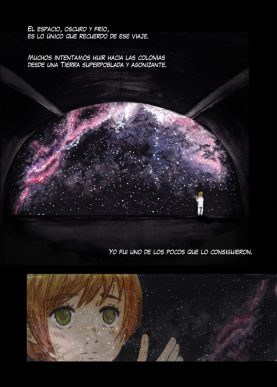 EL ESPACIO, OSCURO Y FRÍO,
ES LO ÚNICO QUE RECUERDO DE ESE VIAJE.
MUCHOS INTENTAMOS HUIR HACIA LAS COLONIAS
DESDE UNA TIERRA SUPERPOBLADA Y AGONIZANTE.
YO FUI UNO DE LOS POCOS QUE LO CONSIGUIERON.